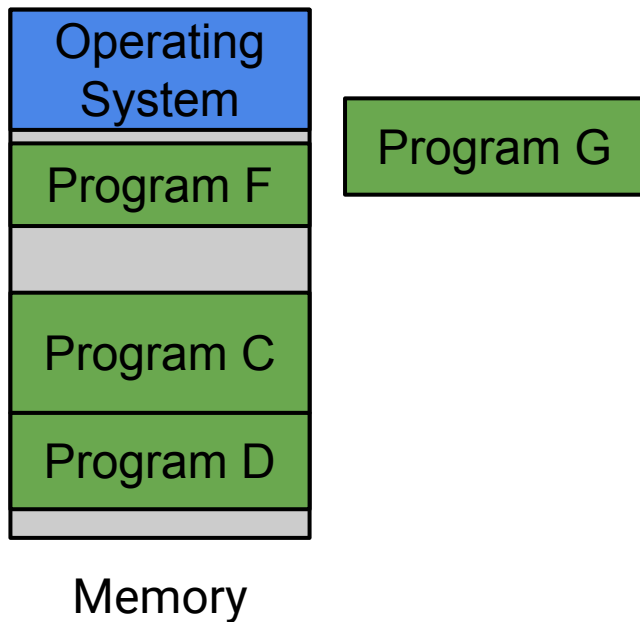 Operating
System
Program G
Program F
Program C
Program D
Memory